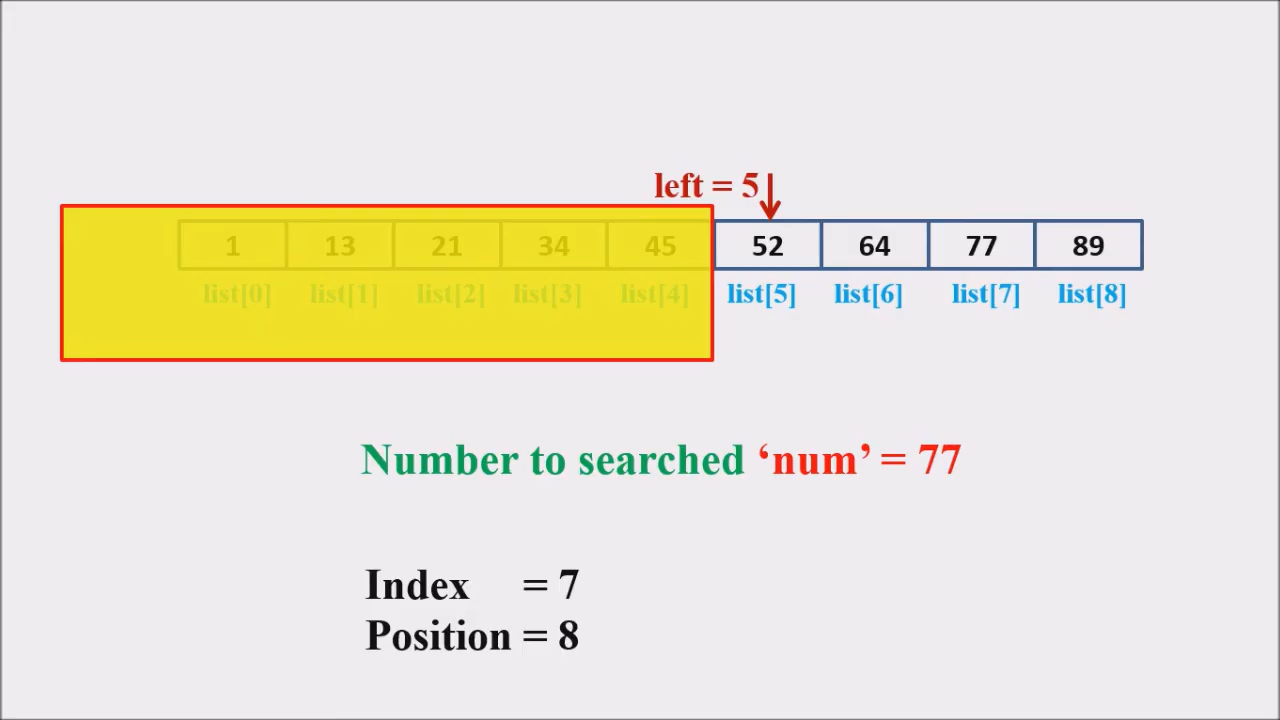 left = 5
1 13 21 34 45 52 64 77 89
list[0] list[1] list[2] list[3] list[4] list[5] list[6] list[7] list[8]
Number to searched ‘num’ = 77
Index = 7
Position = 8